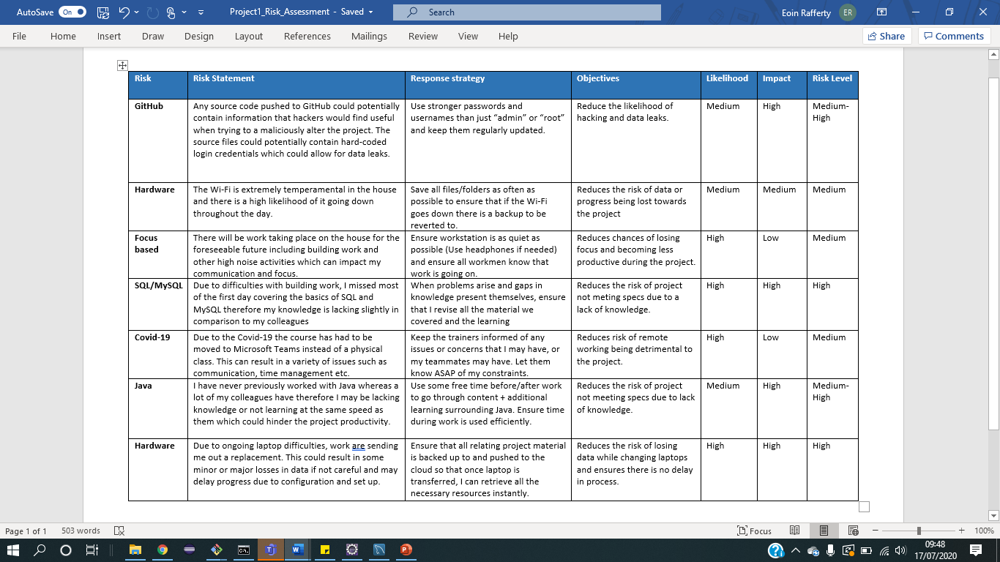 AutoSave On Project1_Risk_Assessment - Saved Search Eoin Rafferty ER
File Home Insert Draw Design Layout References Mailings Review View Help Share Comments
Risk Risk Statement Response strategy Objectives Likelihood Impact Risk Level
GitHub
Any source code pushed to GitHub could potentially
contain information that hackers would find useful
when trying to a maliciously alter the project. The
source files could potentially contain hard-coded
login credentials which could allow for data leaks.
Use stronger passwords and
usernames than just “admin” or “root”
and keep them regularly updated.
Reduce the likelihood of
hacking and data leaks.
Medium
High
Medium-
High
Hardware
The Wi-Fi is extremely temperamental in the house
and there is a high likelihood of it going down
throughout the day.
Save all files/folders as often as
possible to ensure that if the Wi-Fi
goes down there is a backup to be
reverted to.
Reduces the risk of data or
progress being lost towards
the project
Medium
Medium
Medium
Focus
based
There will be work taking place on the house for the
foreseeable future including building work and
other high noise activities which can impact my
communication and focus.
Ensure workstation is as quiet as
possible (Use headphones if needed)
and ensure all workmen know that
work is going on.
Reduces chances of losing
focus and becoming less
productive during the project.
High
Low
Medium
SQL/MySQL
Due to difficulties with building work, I missed most
of the first day covering the basics of SQL and
MySQL therefore my knowledge is lacking slightly in
comparison to my colleagues
When problems arise and gaps in
knowledge present themselves, ensure
that I revise all the material we
covered and the learning
Reduces the risk of project
not meting specs due to a
lack of knowledge.
High
High
High
Covid-19
Due to the Covid-19 the course has had to be
moved to Microsoft Teams instead of a physical
class. This can result in a variety of issues such as
communication, time management etc.
Keep the trainers informed of any
issues or concerns that I may have, or
my teammates may have. Let them
know ASAP of my constraints.
Reduces risk of remote
working being detrimental to
the project.
High
Low
Medium
Java
I have never previously worked with Java whereas a
lot of my colleagues have therefore I may be lacking
knowledge or not learning at the same speed as
them which could hinder the project productivity.
Use some free time before/after work
to go through content + additional
learning surrounding Java. Ensure time
during work is used efficiently.
Reduces the risk of project
not meeting specs due to lack
of knowledge.
Medium
High
Medium-
High
Hardware
Due to ongoing laptop difficulties, work are sending
me out a replacement. This could result in some
minor or major losses in data if not careful and may
delay progress due to configuration and set up.
Ensure that all relating project material
is backed up to and pushed to the
cloud so that once laptop is
transferred, I can retrieve all the
necessary resources instantly.
Reduces the risk of losing
data while changing laptops
and ensures there is no delay
in process.
High
High
High
Page 1 of 1 503 words Focus 100%
09:48
17/07/2020